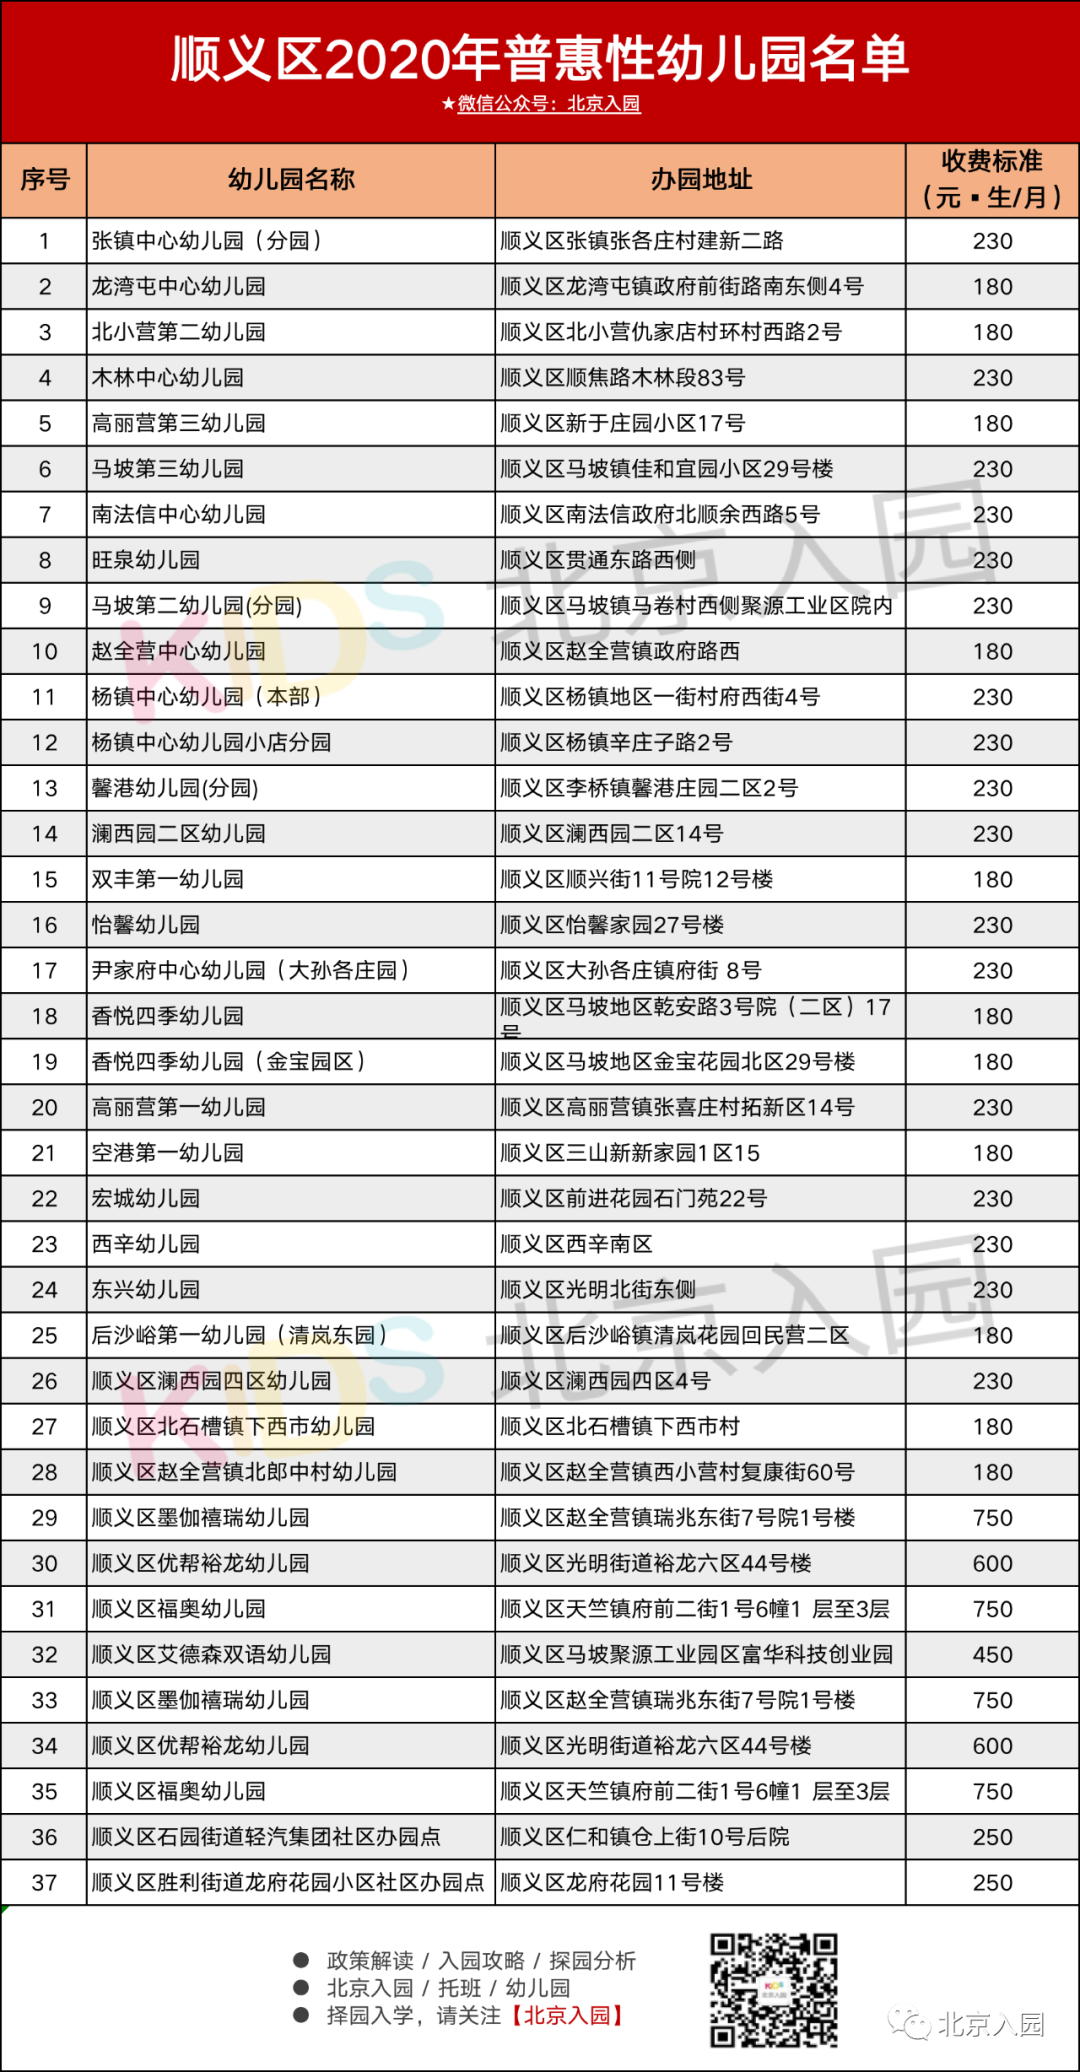 顺义区2020年普惠性幼儿园名单
★微信公众号：北京入园
序号 幼儿园名称 办园地址 收费标准
（元▪生/月）
1 张镇中心幼儿园（分园） 顺义区张镇张各庄村建新二路 230
2 龙湾屯中心幼儿园 顺义区龙湾屯镇政府前街路南东侧4号 180
3 北小营第二幼儿园 顺义区北小营仇家店村环村西路2号 180
4 木林中心幼儿园 顺义区顺焦路木林段83号 230
5 高丽营第三幼儿园 顺义区新于庄园小区17号 180
6 马坡第三幼儿园 顺义区马坡镇佳和宜园小区29号楼 230
7 南法信中心幼儿园 顺义区南法信政府北顺余西路5号 230
8 旺泉幼儿园 顺义区贯通东路西侧 230
9 马坡第二幼儿园(分园) 顺义区马坡镇马卷村西侧聚源工业区院内 230
10 赵全营中心幼儿园 顺义区赵全营镇政府路西 180
11 杨镇中心幼儿园（本部） 顺义区杨镇地区一街村府西街4号 230
12 杨镇中心幼儿园小店分园 顺义区杨镇辛庄子路2号 230
13 馨港幼儿园(分园) 顺义区李桥镇馨港庄园二区2号 230
14 澜西园二区幼儿园 顺义区澜西园二区14号 230
15 双丰第一幼儿园 顺义区顺兴街11号院12号楼 180
16 怡馨幼儿园 顺义区怡馨家园27号楼 230
17 尹家府中心幼儿园（大孙各庄园） 顺义区大孙各庄镇府街 8号 230
18 香悦四季幼儿园 顺义区马坡地区乾安路3号院（二区）17号 180
19 香悦四季幼儿园（金宝园区） 顺义区马坡地区金宝花园北区29号楼 180
20 高丽营第一幼儿园 顺义区高丽营镇张喜庄村拓新区14号 230
21 空港第一幼儿园 顺义区三山新新家园1区15 180
22 宏城幼儿园 顺义区前进花园石门苑22号 230
23 西辛幼儿园 顺义区西辛南区 230
24 东兴幼儿园 顺义区光明北街东侧 230
25 后沙峪第一幼儿园（清岚东园） 顺义区后沙峪镇清岚花园回民营二区 180
26 顺义区澜西园四区幼儿园 顺义区澜西园四区4号 230
27 顺义区北石槽镇下西市幼儿园 顺义区北石槽镇下西市村 180
28 顺义区赵全营镇北郎中村幼儿园 顺义区赵全营镇西小营村复康街60号 180
29 顺义区墨伽禧瑞幼儿园 顺义区赵全营镇瑞兆东街7号院1号楼 750
30 顺义区优帮裕龙幼儿园 顺义区光明街道裕龙六区44号楼 600
31 顺义区福奥幼儿园 顺义区天竺镇府前二街1号6幢1 层至3层 750
32 顺义区艾德森双语幼儿园 顺义区马坡聚源工业园区富华科技创业园 450
33 顺义区墨伽禧瑞幼儿园 顺义区赵全营镇瑞兆东街7号院1号楼 750
34 顺义区优帮裕龙幼儿园 顺义区光明街道裕龙六区44号楼 600
35 顺义区福奥幼儿园 顺义区天竺镇府前二街1号6幢1 层至3层 750
36 顺义区石园街道轻汽集团社区办园点 顺义区仁和镇仓上街10号后院 250
37 顺义区胜利街道龙府花园小区社区办园点 顺义区龙府花园11号楼 250
KiDS 北京入园
KiDS 北京入园
● 政策解读 / 入园攻略 / 探园分析
● 北京入园 / 托班 / 幼儿园
● 择园入学，请关注【北京入园】
KiDS
北京入园
北京入园